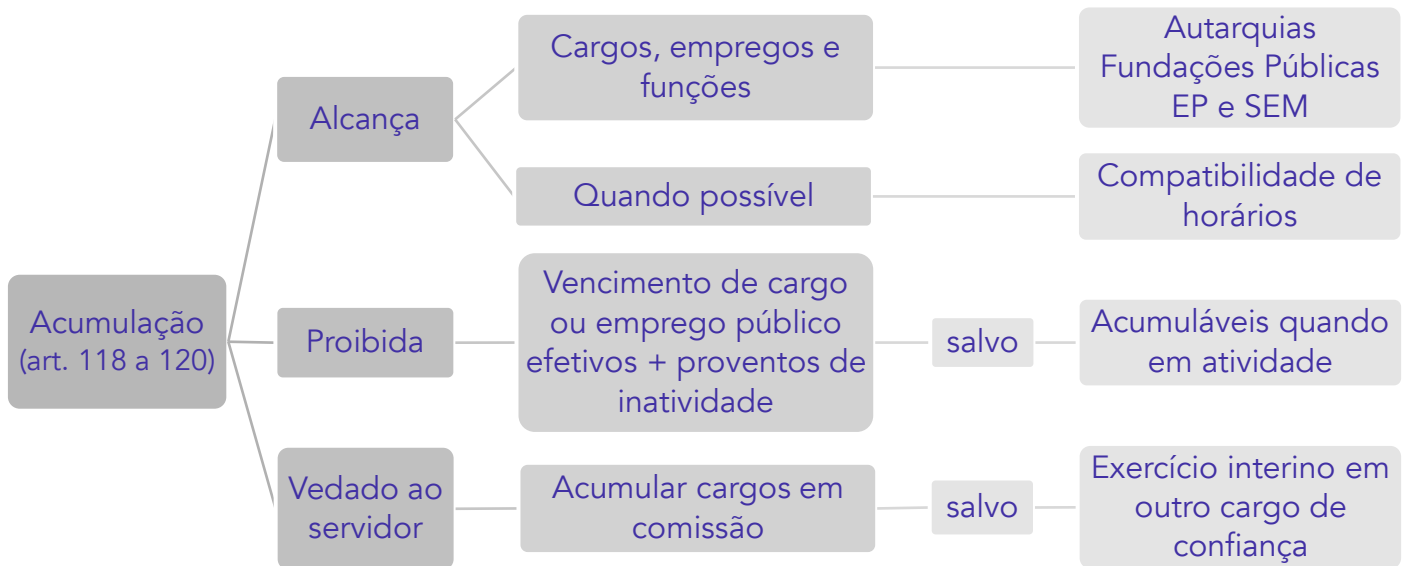 Acumulação
(art. 118 a 120)
Alcança
Cargos, empregos e
funções
Autarquias
Fundações Públicas
EP e SEM
Quando possível
Compatibilidade de
horários
Proibida
Vencimento de cargo
ou emprego público
efetivos + proventos de
inatividade
salvo
Acumuláveis quando
em atividade
Vedado ao
servidor
Acumular cargos em
comissão
salvo
Exercício interino em
outro cargo de
confiança